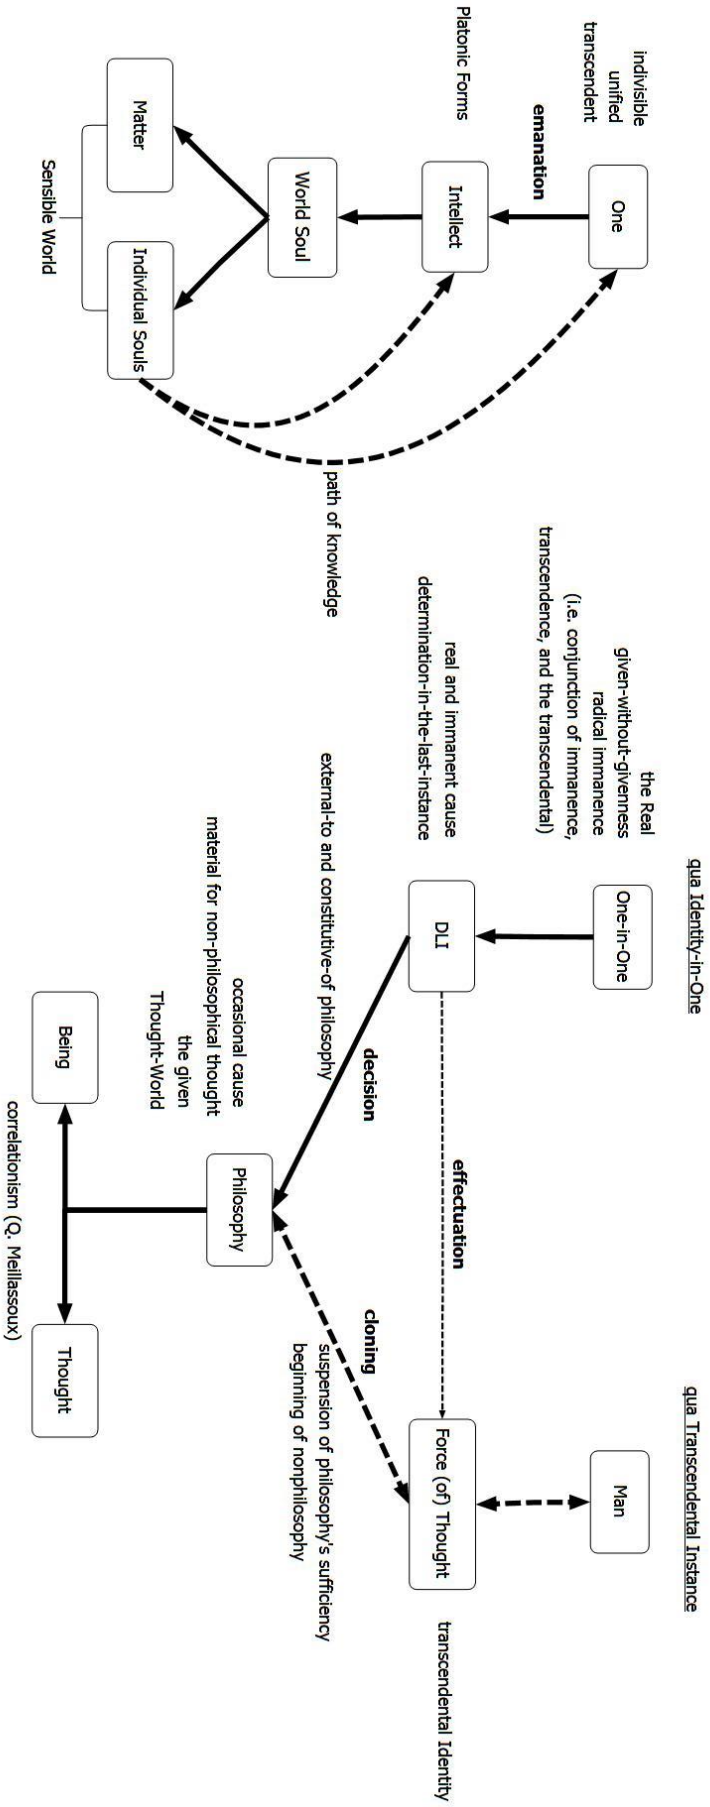 indivisible
unified
transcendent
One
emanation
Platonic Forms
Intellect
World Soul
Matter
Individual Souls
Sensible World
path of knowledge
qua Identity-in-One
the Real
given-without-givenness
radical immanence
(i.e. conjunction of immanence,
transcendence, and the transcendental)
One-in-One
real and immanent cause
determination-in-the-last-instance
DLI
external-to and constitutive-of philosophy
decision
effectuation
occasional cause
material for non-philosophical thought
the given
Thought-World
Philosophy
Being
Thought
correlationism (Q. Meillassoux)
qua Transcendental Instance
Man
Force (of) Thought
transcendental Identity
cloning
suspension of philosophy's sufficiency
beginning of nonphilosophy